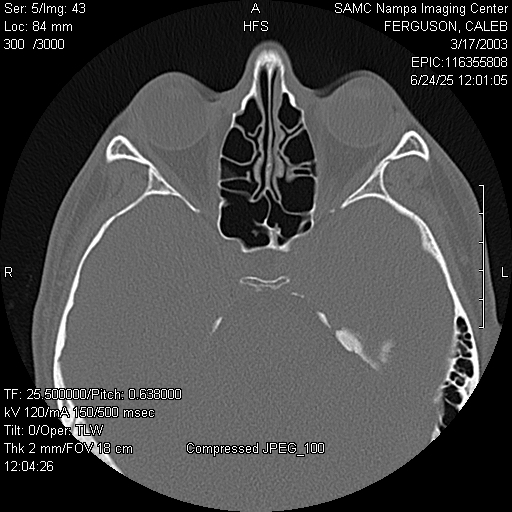 Ser: 5/Img: 43
Loc: 84 mm
300 /3000
A
HFS
SAMC Nampa Imaging Center
FERGUSON, CALEB
3/17/2003
EPIC:116355808
6/24/25 12:01:05
R
L
TF: 25.500000/Pitch: 0.638000
kV 120/mA 150/500 msec
Tilt: 0/Oper: TLW
Thk 2 mm/FOV 18 cm
12:04:26
Compressed JPEG_100